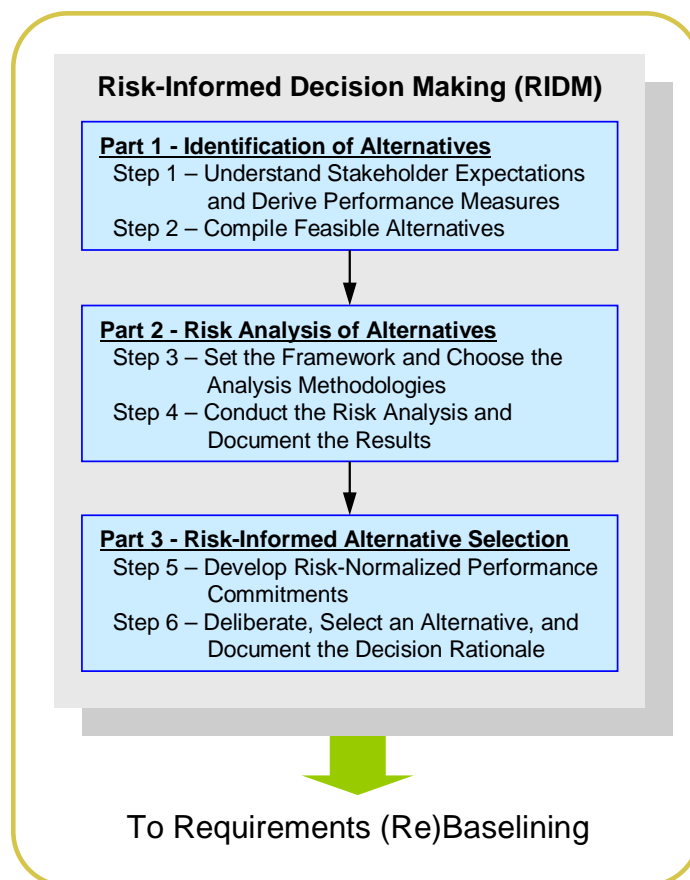 Risk-Informed Decision Making (RIDM)
Part 1 - Identification of Alternatives
Step 1 – Understand Stakeholder Expectations
and Derive Performance Measures
Step 2 – Compile Feasible Alternatives
Part 2 - Risk Analysis of Alternatives
Step 3 – Set the Framework and Choose the
Analysis Methodologies
Step 4 – Conduct the Risk Analysis and
Document the Results
Part 3 - Risk-Informed Alternative Selection
Step 5 – Develop Risk-Normalized Performance
Commitments
Step 6 – Deliberate, Select an Alternative, and
Document the Decision Rationale
To Requirements (Re)Baselining